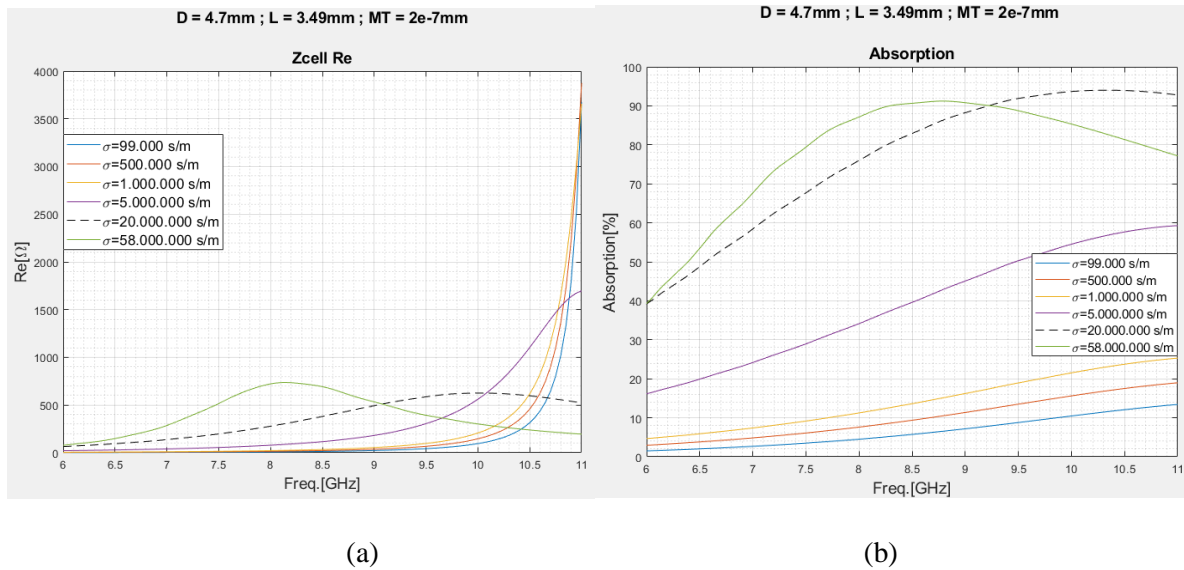 D = 4.7mm ; L = 3.49mm ; MT = 2e-7mm
Zcell Re
4000
3500
3000
2500
2000
1500
1000
500
0
Re[Ω]
σ=99.000 s/m
σ=500.000 s/m
σ=1.000.000 s/m
σ=5.000.000 s/m
σ=20.000.000 s/m
σ=58.000.000 s/m
6 6.5 7 7.5 8 8.5 9 9.5 10 10.5 11
Freq.[GHz]
(a)
D = 4.7mm ; L = 3.49mm ; MT = 2e-7mm
Absorption
100
90
80
70
60
50
40
30
20
10
0
Absorption[%]
σ=99.000 s/m
σ=500.000 s/m
σ=1.000.000 s/m
σ=5.000.000 s/m
σ=20.000.000 s/m
σ=58.000.000 s/m
6 6.5 7 7.5 8 8.5 9 9.5 10 10.5 11
Freq.[GHz]
(b)